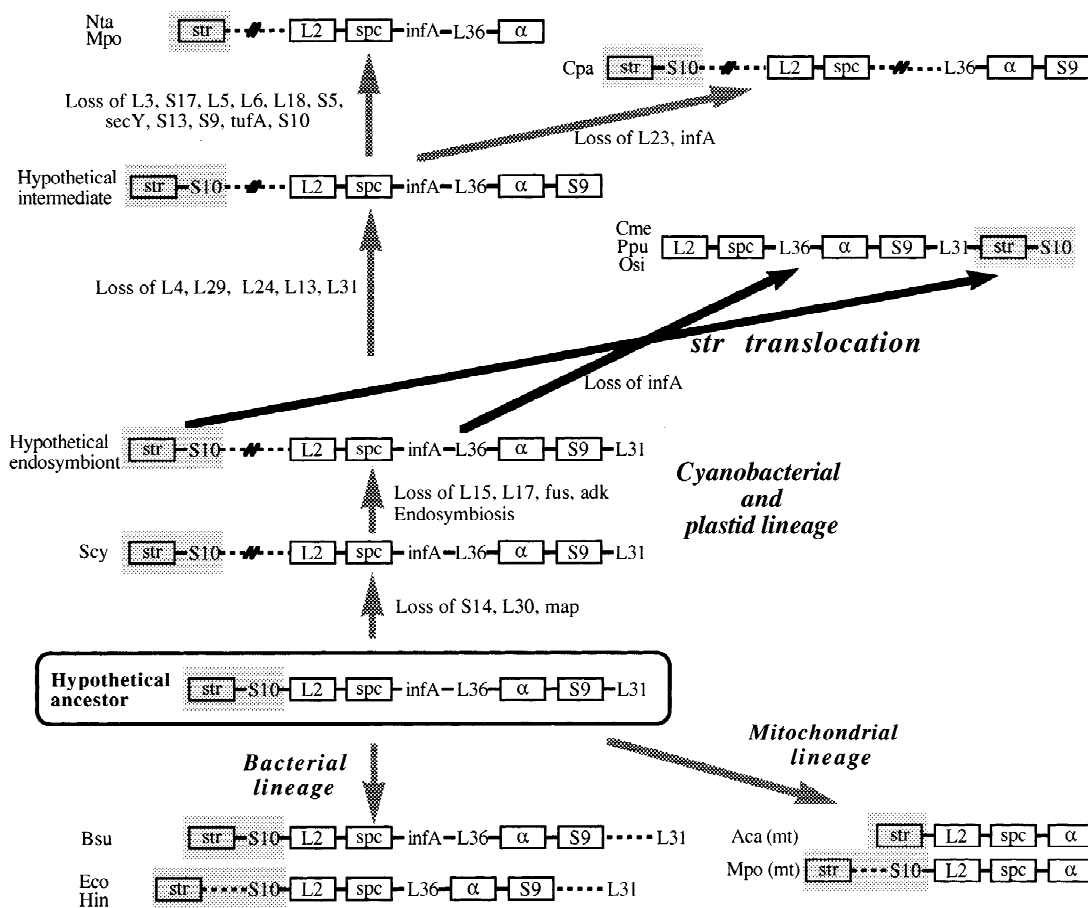 Nta
Mpo
str L2 spc infA L36 α
Cpa
str S10 L2 spc L36 α S9
Loss of L3, S17, L5, L6, L18, S5,
secY, S13, S9, tufA, S10
Loss of L23, infA
Hypothetical
intermediate
str S10 L2 spc infA L36 α S9
Cme
Ppu
Osi
L2 spc L36 α S9 L31 str S10
Loss of L4, L29, L24, L13, L31
str translocation
Loss of infA
Hypothetical
endosymbiont
str S10 L2 spc infA L36 α S9 L31
Loss of L15, L17, fus, adk
Endosymbiosis
Cyanobacterial
and
plastid lineage
Scy
str S10 L2 spc infA L36 α S9 L31
Loss of S14, L30, map
Hypothetical
ancestor
str S10 L2 spc infA L36 α S9 L31
Bacterial
lineage
Mitochondrial
lineage
Bsu
str S10 L2 spc infA L36 α S9 L31
Aca (mt)
str L2 spc α
Mpo (mt)
str S10 L2 spc α
Eco
Hin
str S10 L2 spc L36 α S9 L31